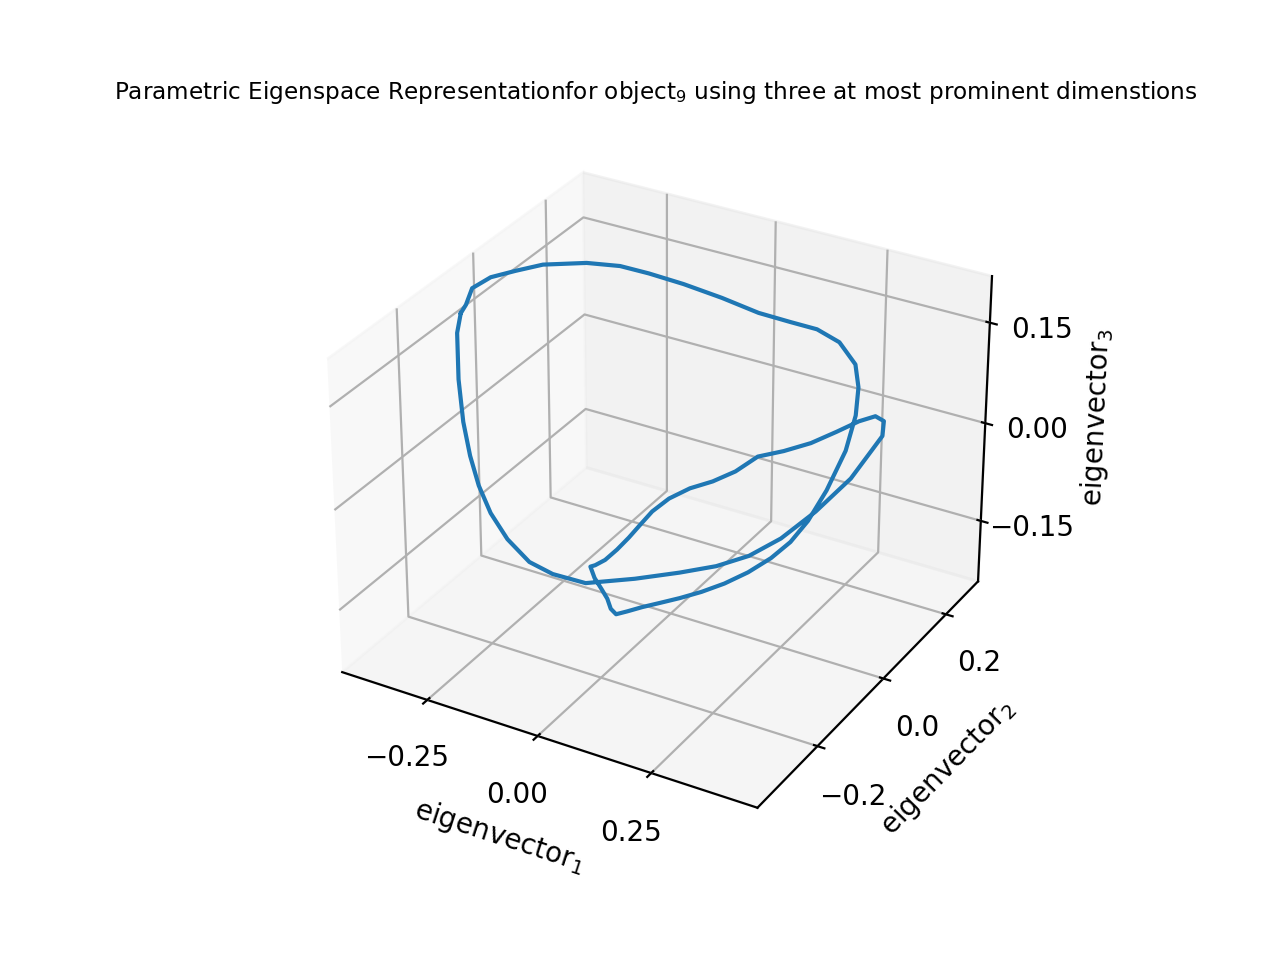 Parametric Eigenspace Representationfor object₉ using three at most prominent dimenstions
0.15
0.00
−0.15
eigenvector₃
0.2
0.0
−0.2
eigenvector₂
−0.25
0.00
0.25
eigenvector₁